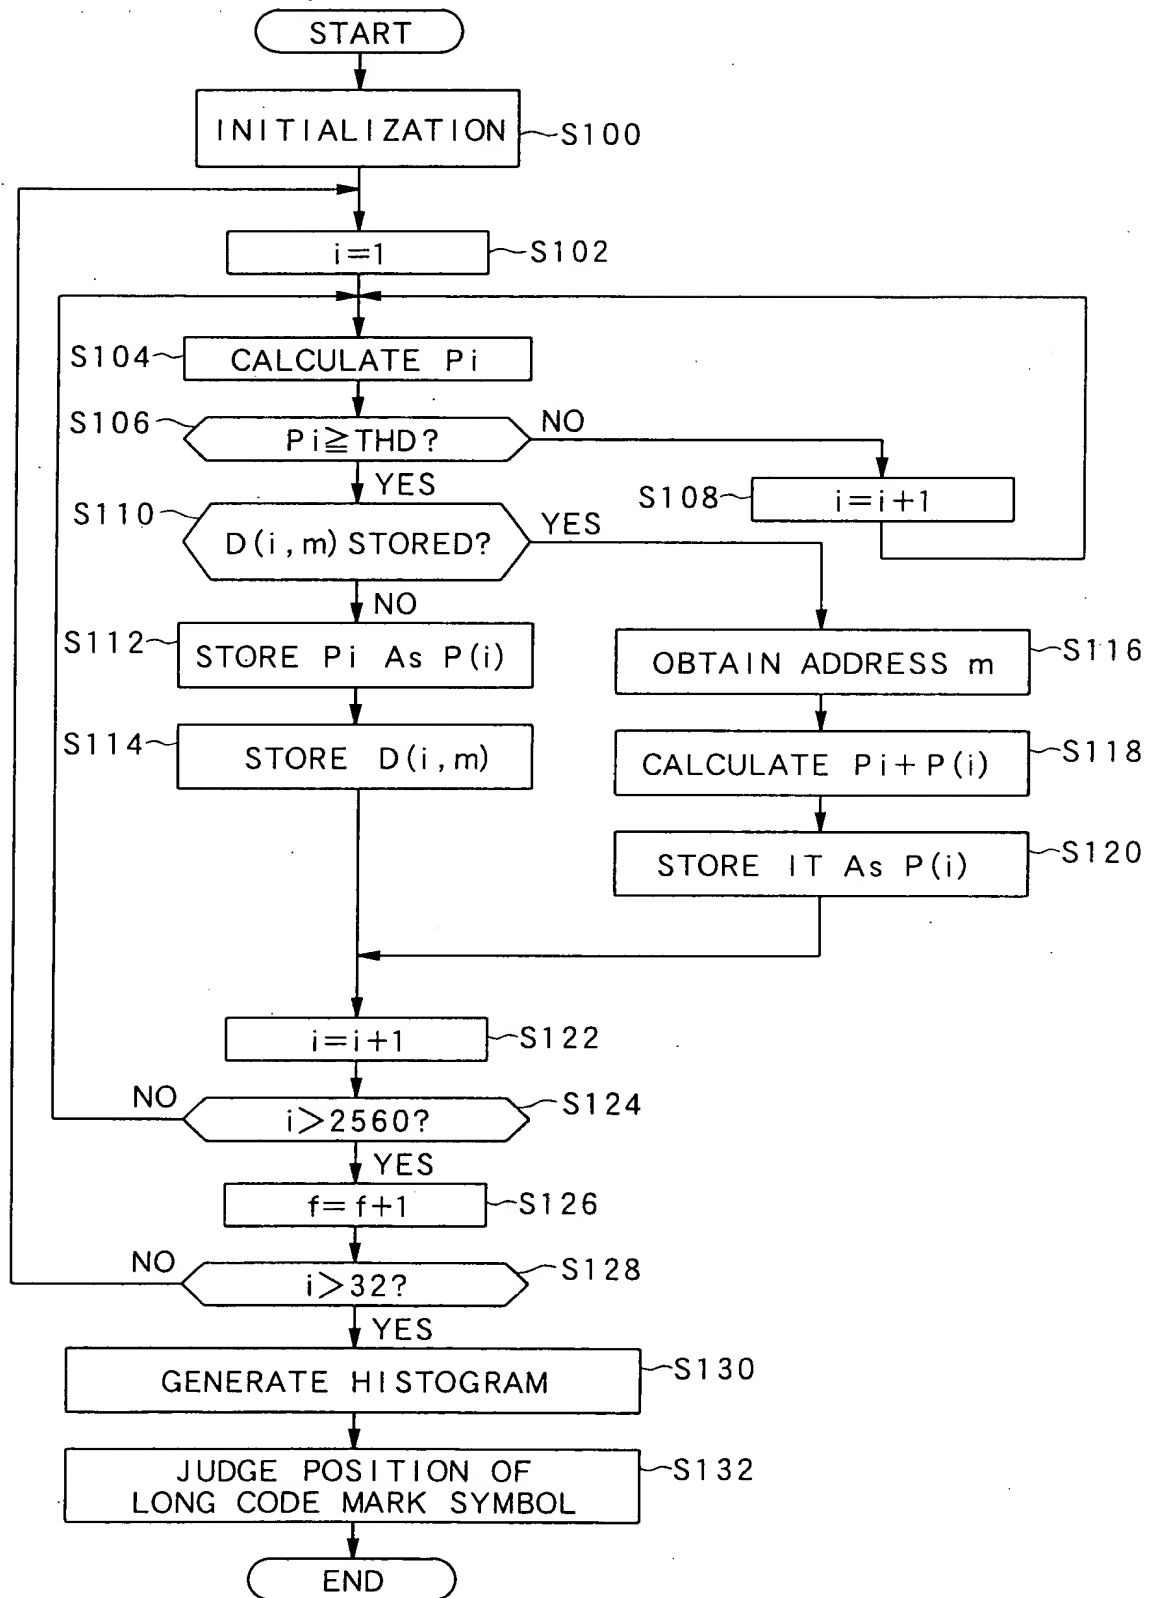 START
INITIALIZATION
S100
i=1
S102
S104
CALCULATE Pi
S106
Pi≧THD?
NO
YES
S108
i=i+1
S110
D(i,m) STORED?
YES
NO
S112
STORE Pi As P(i)
OBTAIN ADDRESS m
S116
S114
STORE D(i,m)
CALCULATE Pi+P(i)
S118
STORE IT As P(i)
S120
i=i+1
S122
NO
i>2560?
S124
YES
f=f+1
S126
NO
i>32?
S128
YES
GENERATE HISTOGRAM
S130
JUDGE POSITION OF
LONG CODE MARK SYMBOL
S132
END